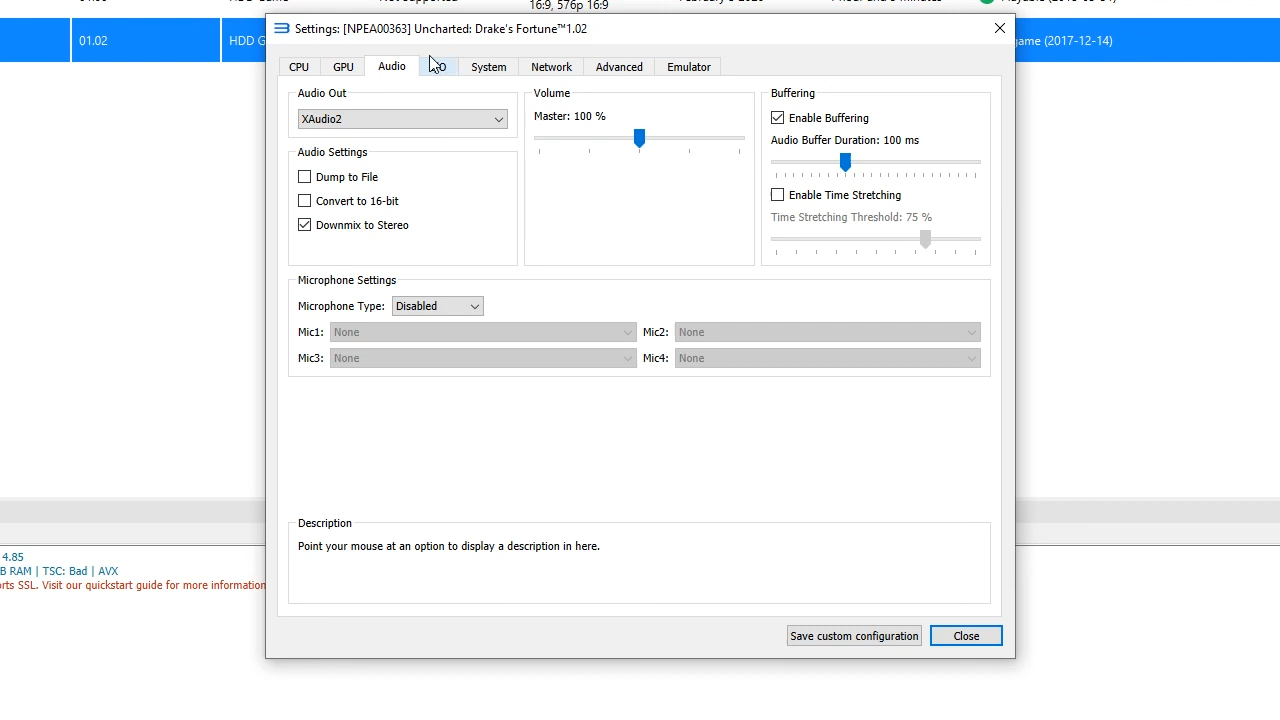 16:9, 576p 16:9
01.02
HDD G
game (2017-12-14)
Settings: [NPEA00363] Uncharted: Drake's Fortune™1.02
CPU GPU Audio I/O System Network Advanced Emulator
Audio Out
XAudio2
Audio Settings
Dump to File
Convert to 16-bit
Downmix to Stereo
Volume
Master: 100 %
Buffering
Enable Buffering
Audio Buffer Duration: 100 ms
Enable Time Stretching
Time Stretching Threshold: 75 %
Microphone Settings
Microphone Type: Disabled
Mic1: None Mic2: None
Mic3: None Mic4: None
Description
Point your mouse at an option to display a description in here.
Save custom configuration Close
4.85
B RAM | TSC: Bad | AVX
rts SSL. Visit our quickstart guide for more information